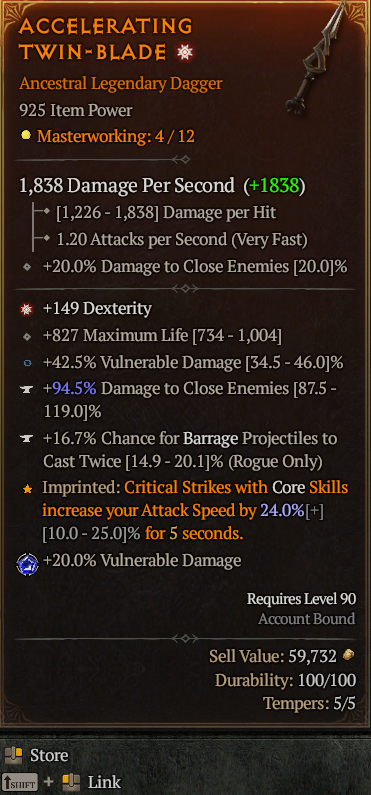 ACCELERATING
TWIN-BLADE
Ancestral Legendary Dagger
925 Item Power
Masterworking: 4 / 12
1,838 Damage Per Second (+1838)
[1,226 - 1,838] Damage per Hit
1.20 Attacks per Second (Very Fast)
+20.0% Damage to Close Enemies [20.0]%
+149 Dexterity
+827 Maximum Life [734 - 1,004]
+42.5% Vulnerable Damage [34.5 - 46.0]%
+94.5% Damage to Close Enemies [87.5 -
119.0]%
+16.7% Chance for Barrage Projectiles to
Cast Twice [14.9 - 20.1]% (Rogue Only)
Imprinted: Critical Strikes with Core Skills
increase your Attack Speed by 24.0%[+]
[10.0 - 25.0]% for 5 seconds.
+20.0% Vulnerable Damage
Requires Level 90
Account Bound
Sell Value: 59,732
Durability: 100/100
Tempers: 5/5
Store
SHIFT + Link